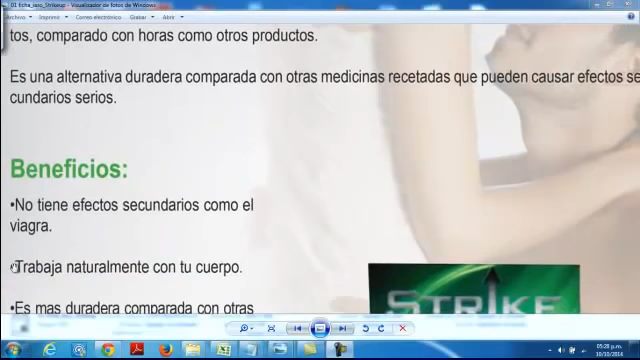 01 ficha_sexo_Strikeup - Visualizador de fotos de Windows
Archivo Imprimir Correo electrónico Grabar Abrir
tos, comparado con horas como otros productos.
Es una alternativa duradera comparada con otras medicinas recetadas que pueden causar efectos se
cundarios serios.
Beneficios:
•No tiene efectos secundarios como el
viagra.
•Trabaja naturalmente con tu cuerpo.
•Es mas duradera comparada con otras
STRIKE
05:28 p.m.
10/10/2014